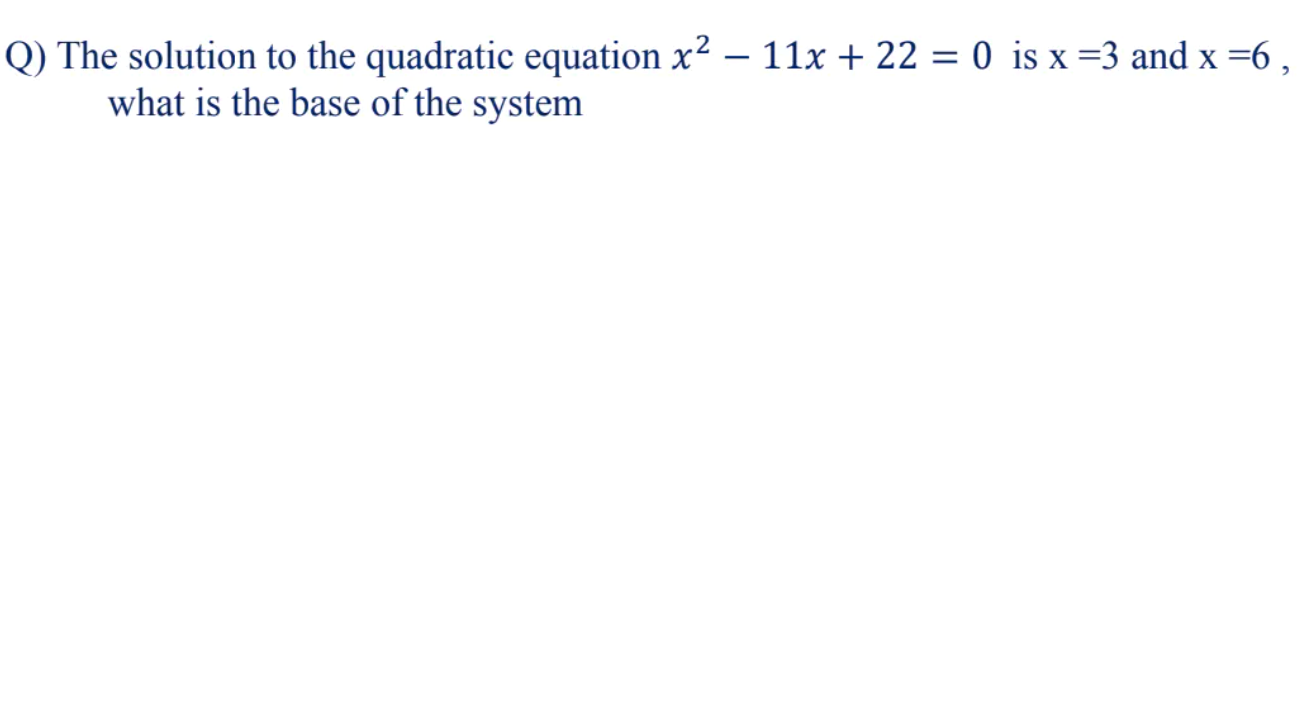 Q) The solution to the quadratic equation x² − 11x + 22 = 0 is x =3 and x =6 ,
what is the base of the system